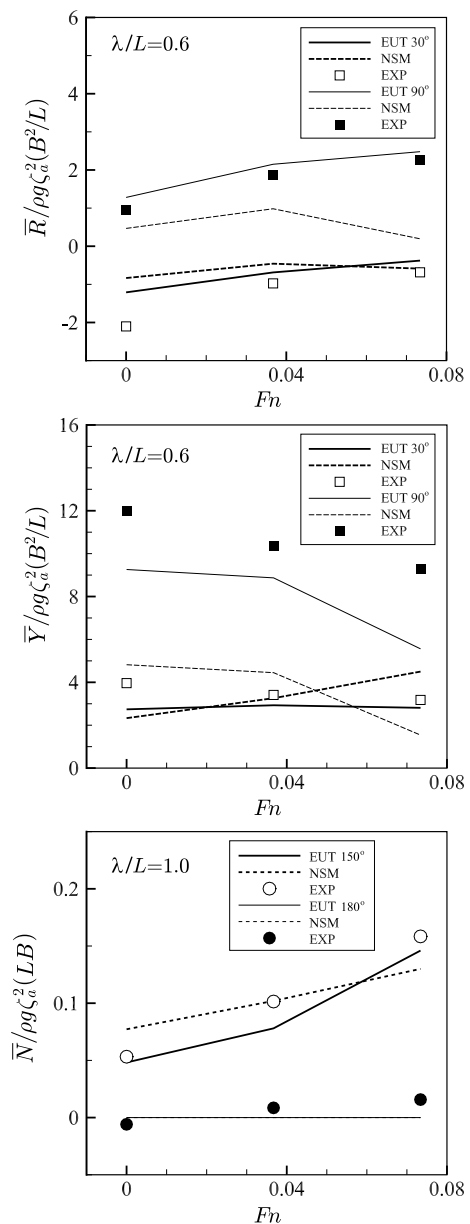 λ/L=0.6
EUT 30°
NSM
EXP
EUT 90°
NSM
EXP
R̅/ρgζₐ²(B²/L)
6
4
2
0
-2
0
0.04
0.08
Fn
λ/L=0.6
EUT 30°
NSM
EXP
EUT 90°
NSM
EXP
Y̅/ρgζₐ²(B²/L)
16
12
8
4
0
0
0.04
0.08
Fn
λ/L=1.0
EUT 150°
NSM
EXP
EUT 180°
NSM
EXP
N̅/ρgζₐ²(LB)
0.2
0.1
0
0
0.04
0.08
Fn